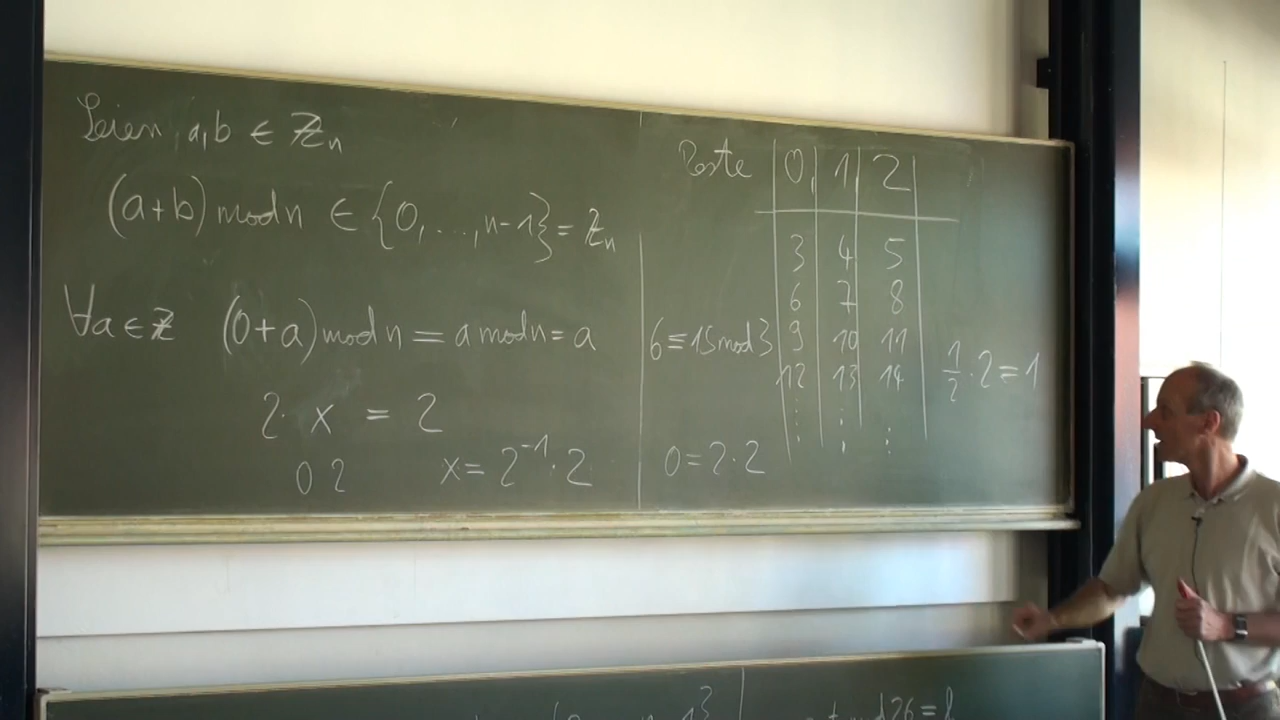 Seien a,b ∈ ℤₙ
(a+b) mod n ∈ {0,...,n-1} = ℤₙ
∀a∈ℤ (0+a) mod n = a mod n = a
2· x = 2
0 2 x = 2⁻¹·2
Reste 0, 1, 2
3 4 5
6 7 8
6≡15 mod 3 9 10 11
12 13 14 1/2 · 2 = 1
⋮ ⋮ ⋮
0=2·2
mod 26 =